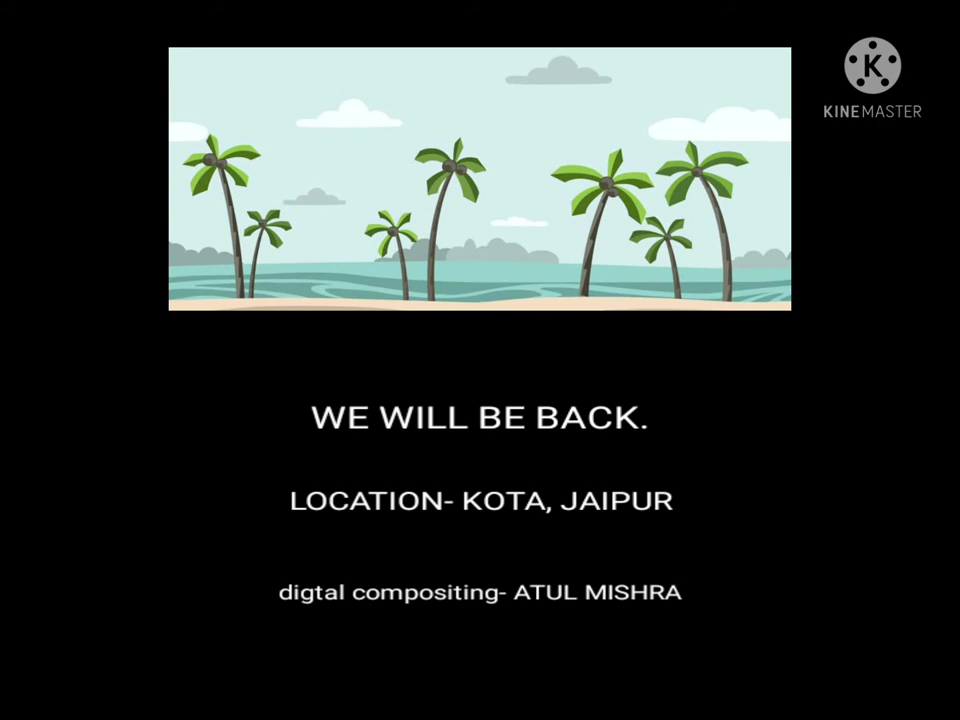 K
KINEMASTER
WE WILL BE BACK.
LOCATION- KOTA, JAIPUR
digtal compositing- ATUL MISHRA